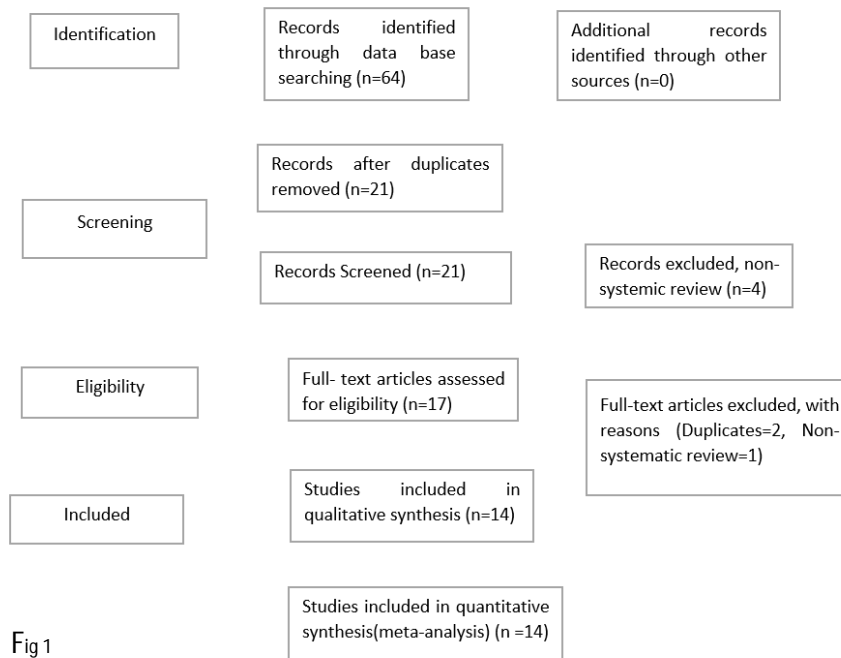 Identification
Records identified
through data base
searching (n=64)
Additional records
identified through other
sources (n=0)
Records after duplicates
removed (n=21)
Screening
Records Screened (n=21)
Records excluded, non-
systemic review (n=4)
Eligibility
Full- text articles assessed
for eligibility (n=17)
Full-text articles excluded, with
reasons (Duplicates=2, Non-
systematic review=1)
Included
Studies included in
qualitative synthesis (n=14)
Studies included in quantitative
synthesis(meta-analysis) (n =14)
Fig 1